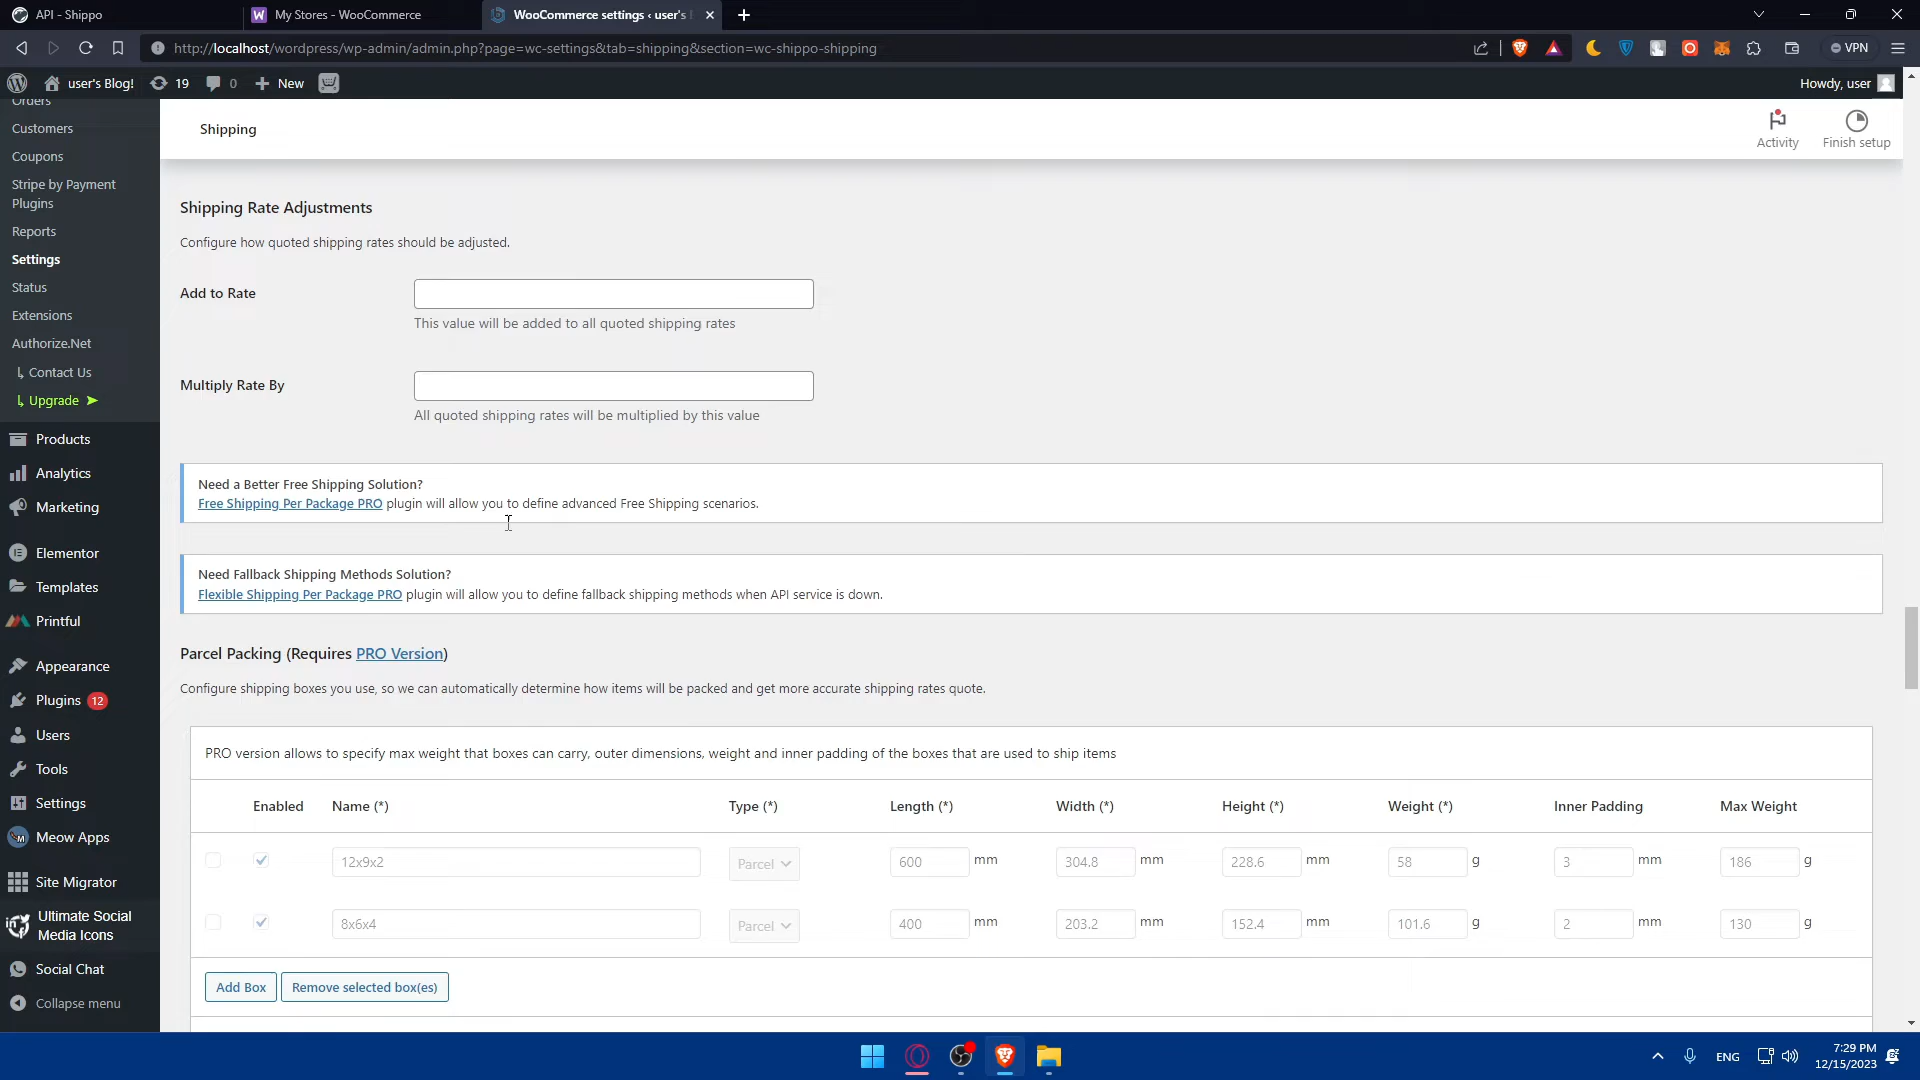 API - Shippo
My Stores - WooCommerce
WooCommerce settings ‹ user's
http://localhost/wordpress/wp-admin/admin.php?page=wc-settings&tab=shipping&section=wc-shippo-shipping
VPN
user's Blog!
19
0
New
Howdy, user
Orders
Customers
Coupons
Stripe by Payment
Plugins
Reports
Settings
Status
Extensions
Authorize.Net
↳ Contact Us
↳ Upgrade ➤
Products
Analytics
Marketing
Elementor
Templates
Printful
Appearance
Plugins 12
Users
Tools
Settings
Meow Apps
Site Migrator
Ultimate Social
Media Icons
Social Chat
Collapse menu
Shipping
Activity
Finish setup
Shipping Rate Adjustments
Configure how quoted shipping rates should be adjusted.
Add to Rate
This value will be added to all quoted shipping rates
Multiply Rate By
All quoted shipping rates will be multiplied by this value
Need a Better Free Shipping Solution?
Free Shipping Per Package PRO plugin will allow you to define advanced Free Shipping scenarios.
Need Fallback Shipping Methods Solution?
Flexible Shipping Per Package PRO plugin will allow you to define fallback shipping methods when API service is down.
Parcel Packing (Requires PRO Version)
Configure shipping boxes you use, so we can automatically determine how items will be packed and get more accurate shipping rates quote.
PRO version allows to specify max weight that boxes can carry, outer dimensions, weight and inner padding of the boxes that are used to ship items
Enabled Name (*) Type (*) Length (*) Width (*) Height (*) Weight (*) Inner Padding Max Weight
12x9x2 Parcel 600 mm 304.8 mm 228.6 mm 58 g 3 mm 186 g
8x6x4 Parcel 400 mm 203.2 mm 152.4 mm 101.6 g 2 mm 130 g
Add Box
Remove selected box(es)
ENG
7:29 PM
12/15/2023